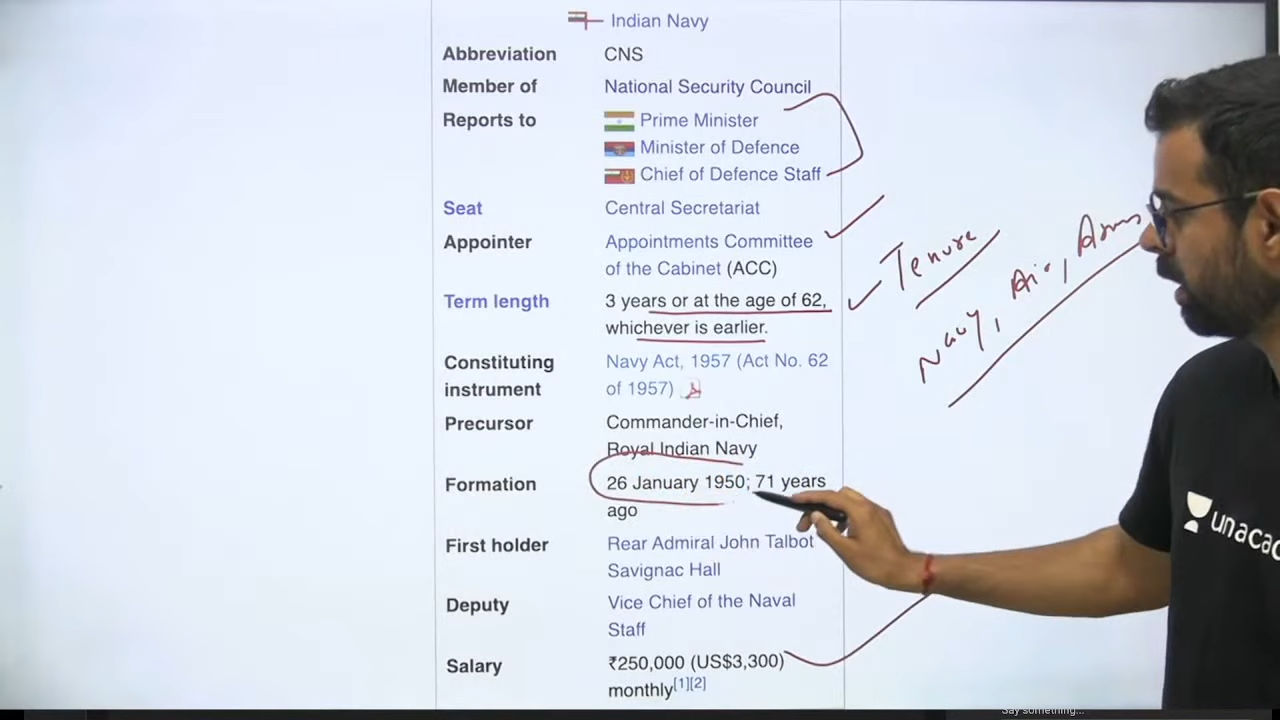 Indian Navy
Abbreviation CNS
Member of National Security Council
Reports to Prime Minister
Minister of Defence
Chief of Defence Staff
Seat Central Secretariat
Appointer Appointments Committee
of the Cabinet (ACC)
Term length 3 years or at the age of 62,
whichever is earlier.
Constituting Navy Act, 1957 (Act No. 62
instrument of 1957)
Precursor Commander-in-Chief,
Royal Indian Navy
Formation 26 January 1950; 71 years
ago
First holder Rear Admiral John Talbot
Savignac Hall
Deputy Vice Chief of the Naval
Staff
Salary ₹250,000 (US$3,300)
monthly[1][2]
Tenure
Navy, Air,
unacad
Say something...